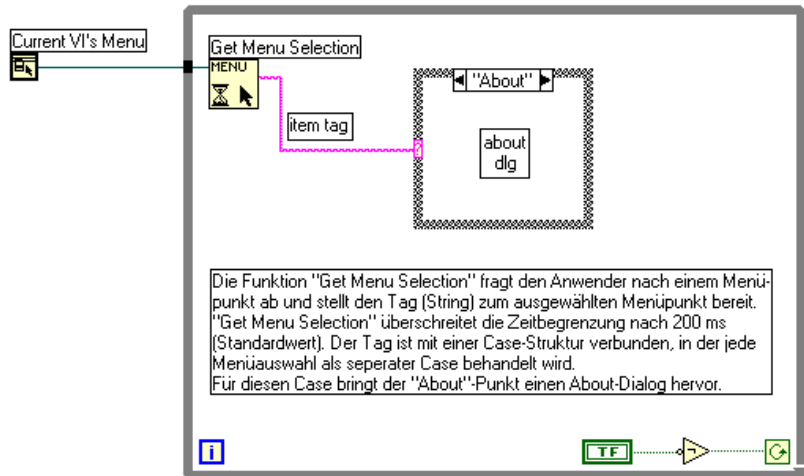 Current VI's Menu
Get Menu Selection
MENU
"About"
item tag
?
about
dlg
Die Funktion "Get Menu Selection" fragt den Anwender nach einem Menü-
punkt ab und stellt den Tag (String) zum ausgewählten Menüpunkt bereit.
"Get Menu Selection" überschreitet die Zeitbegrenzung nach 200 ms
(Standardwert). Der Tag ist mit einer Case-Struktur verbunden, in der jede
Menüauswahl als seperater Case behandelt wird.
Für diesen Case bringt der "About"-Punkt einen About-Dialog hervor.
i
TF